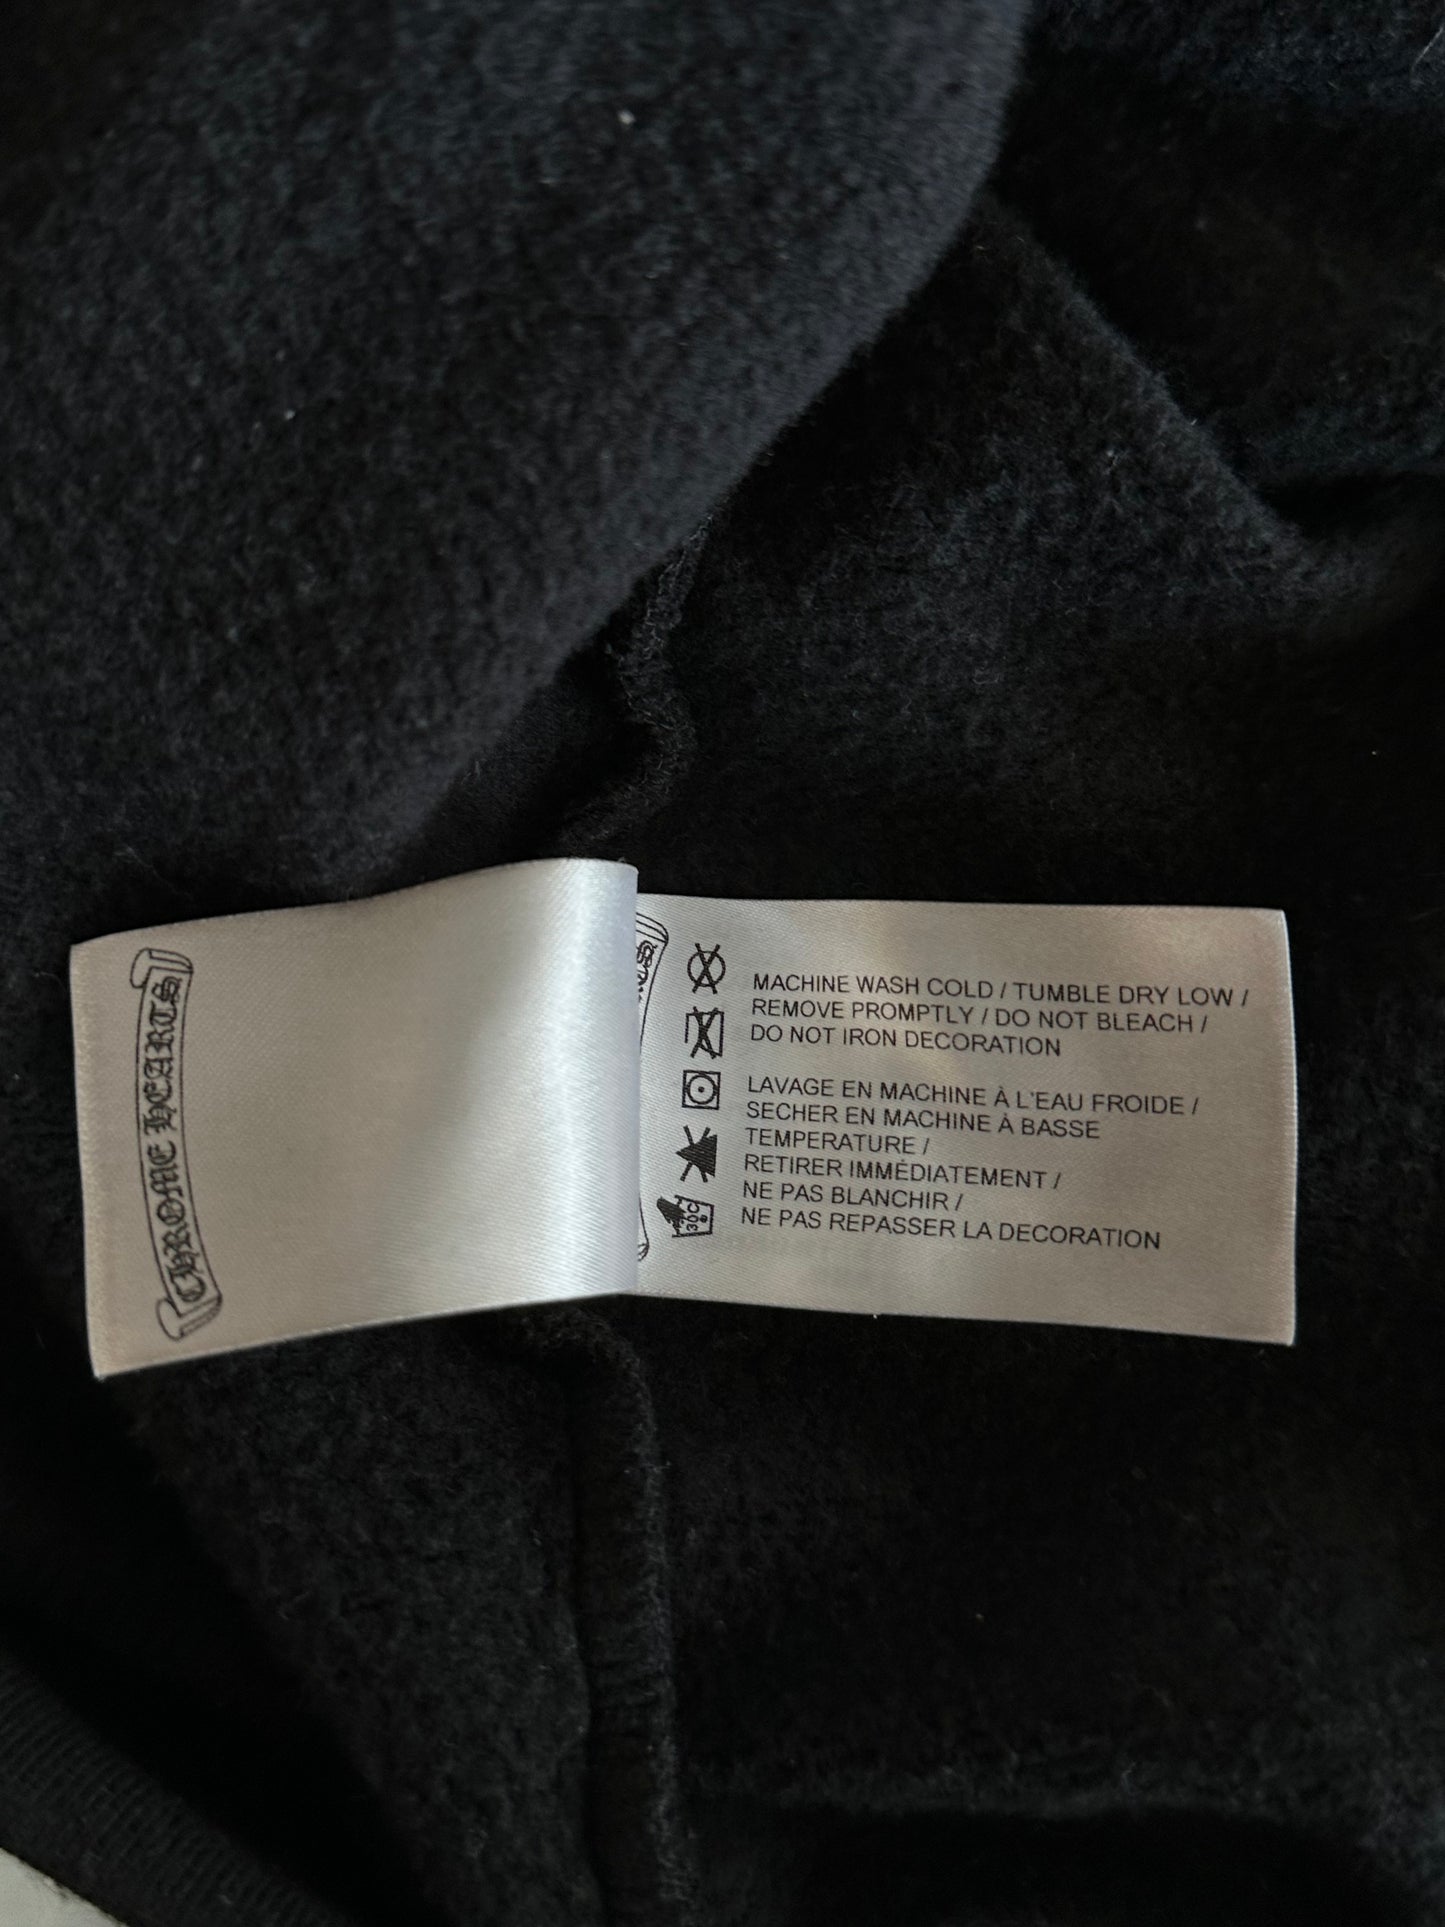 CHROME HEARTS
MACHINE WASH COLD / TUMBLE DRY LOW /
REMOVE PROMPTLY / DO NOT BLEACH /
DO NOT IRON DECORATION
LAVAGE EN MACHINE À L'EAU FROIDE /
SECHER EN MACHINE À BASSE
TEMPERATURE /
RETIRER IMMÉDIATEMENT /
NE PAS BLANCHIR /
NE PAS REPASSER LA DECORATION
30C